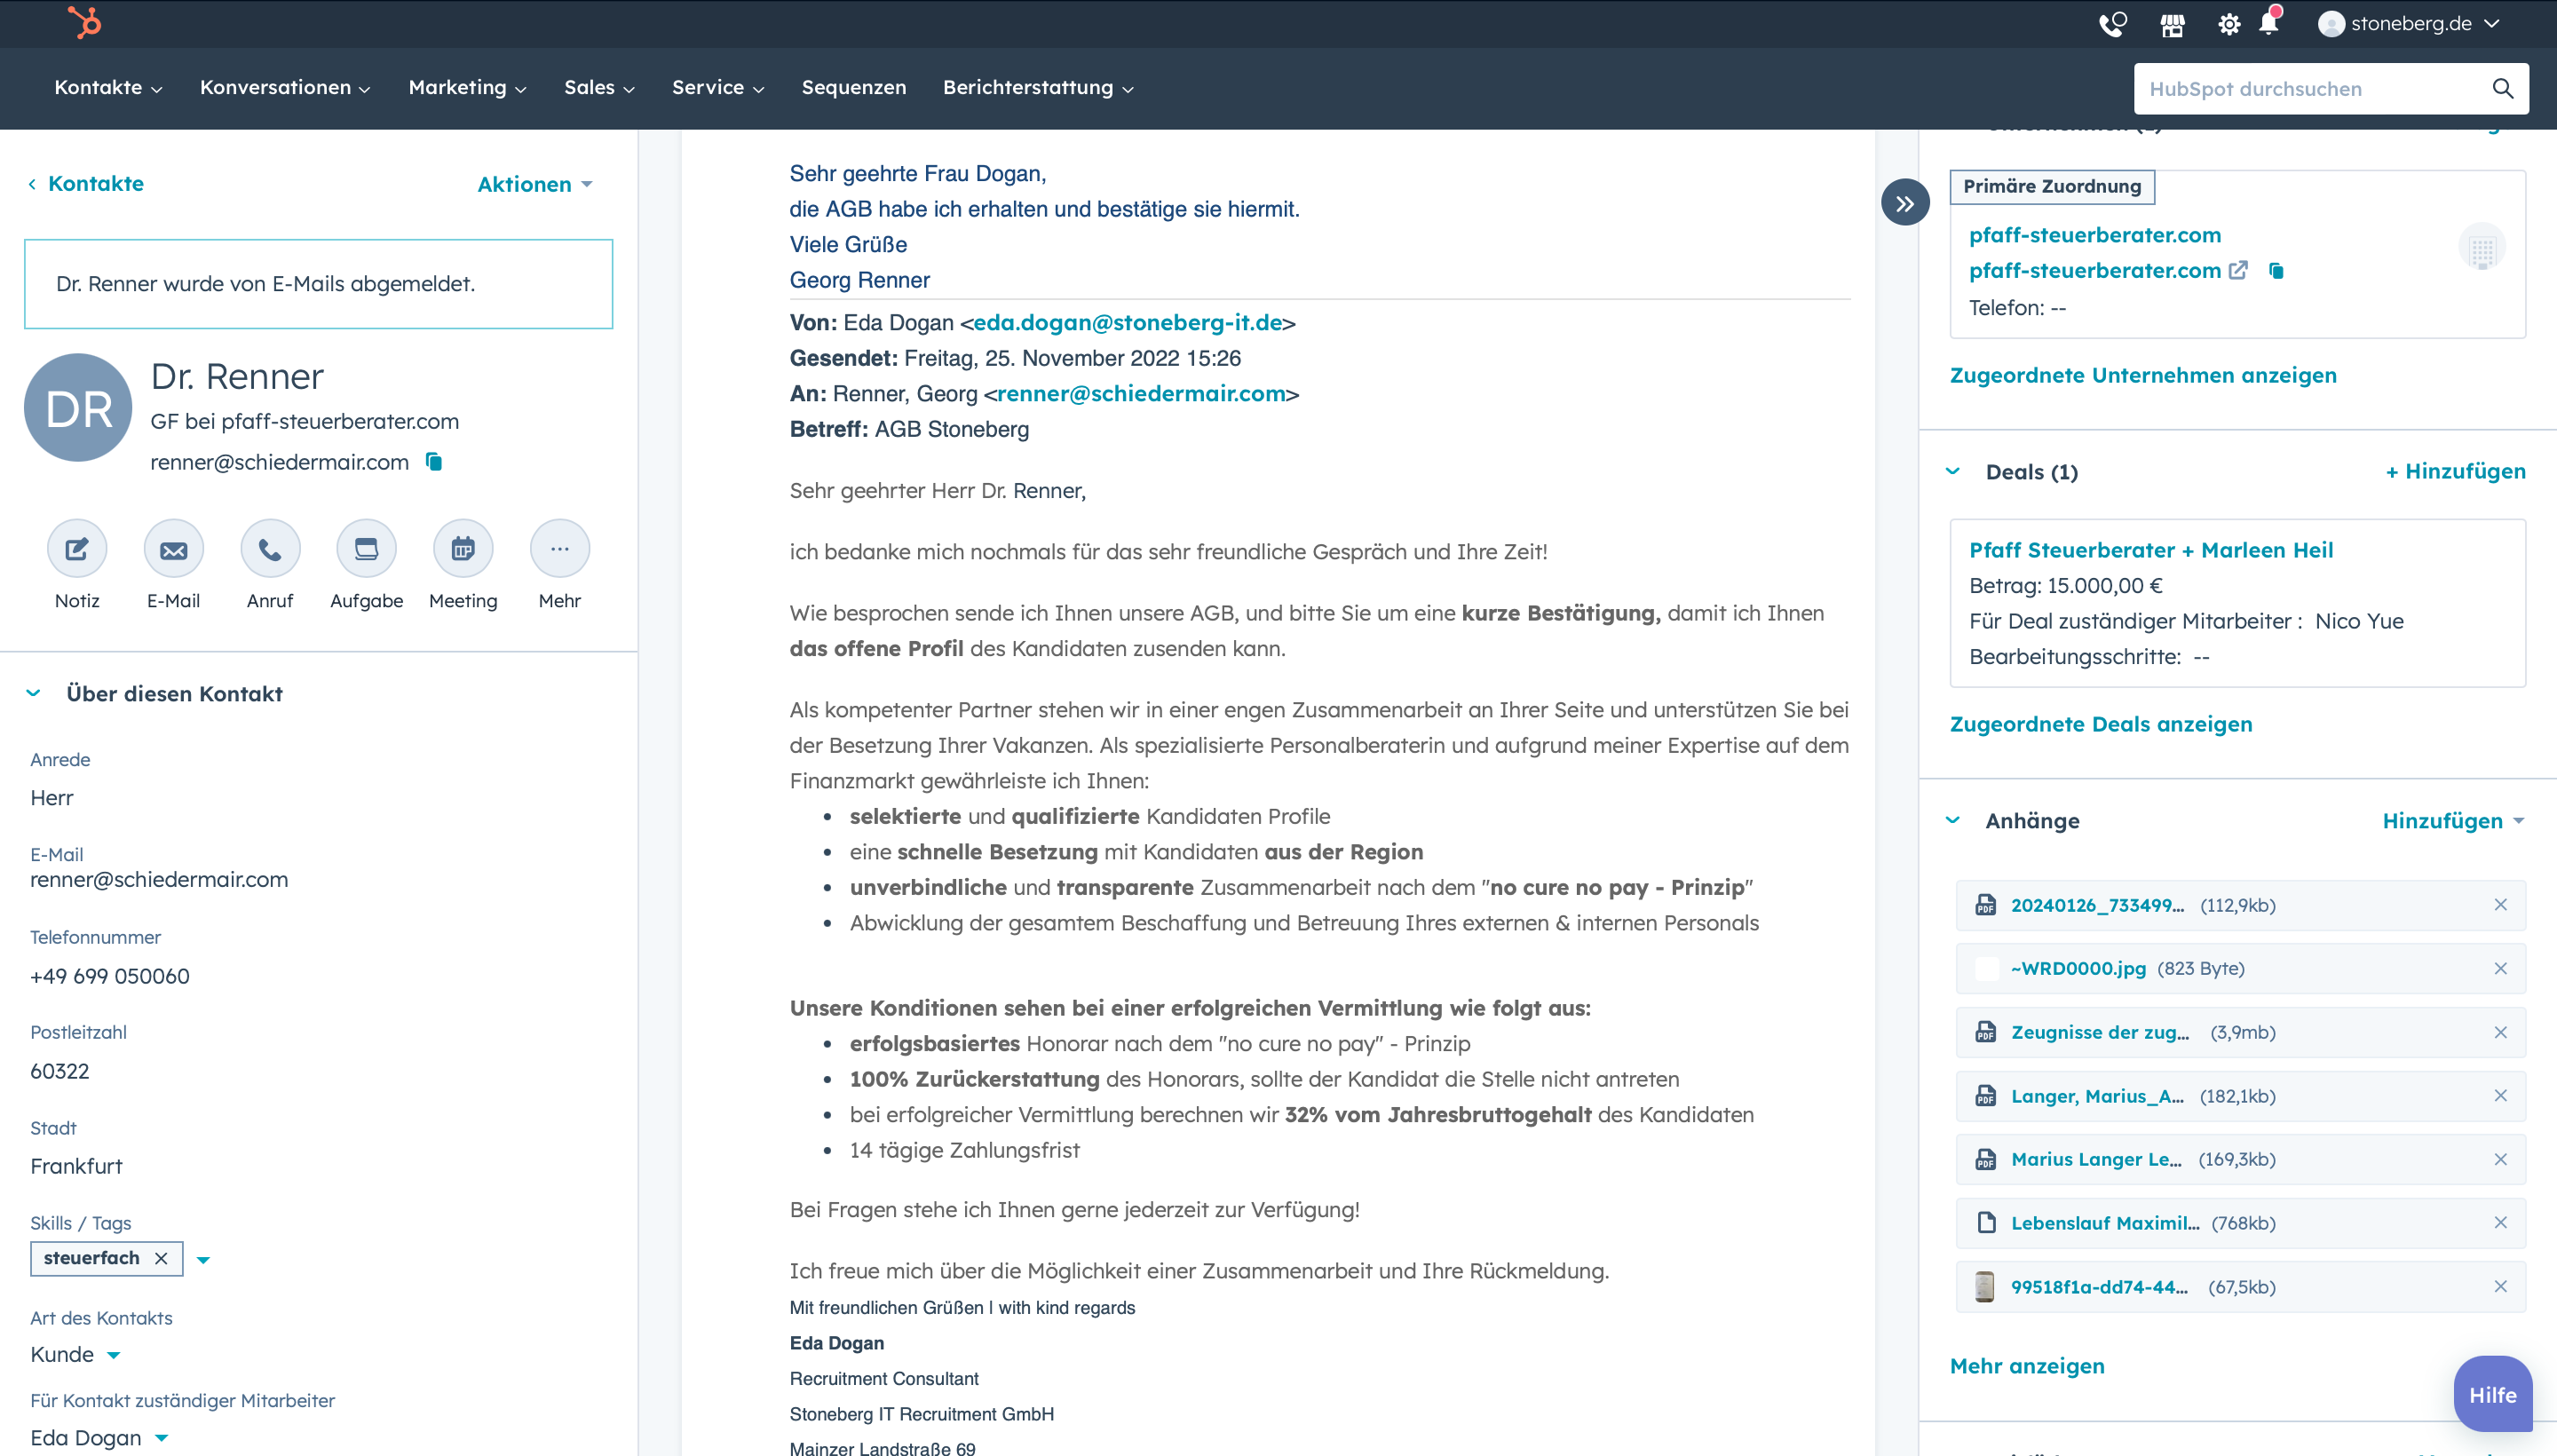 stoneberg.de
Kontakte
Konversationen
Marketing
Sales
Service
Sequenzen
Berichterstattung
HubSpot durchsuchen
Kontakte
Aktionen
Dr. Renner wurde von E-Mails abgemeldet.
DR
Dr. Renner
GF bei pfaff-steuerberater.com
renner@schiedermair.com
Notiz
E-Mail
Anruf
Aufgabe
Meeting
Mehr
Über diesen Kontakt
Anrede
Herr
E-Mail
renner@schiedermair.com
Telefonnummer
+49 699 050060
Postleitzahl
60322
Stadt
Frankfurt
Skills / Tags
steuerfach
Art des Kontakts
Kunde
Für Kontakt zuständiger Mitarbeiter
Eda Dogan
Sehr geehrte Frau Dogan,
die AGB habe ich erhalten und bestätige sie hiermit.
Viele Grüße
Georg Renner
Von: Eda Dogan <eda.dogan@stoneberg-it.de>
Gesendet: Freitag, 25. November 2022 15:26
An: Renner, Georg <renner@schiedermair.com>
Betreff: AGB Stoneberg
Sehr geehrter Herr Dr. Renner,
ich bedanke mich nochmals für das sehr freundliche Gespräch und Ihre Zeit!
Wie besprochen sende ich Ihnen unsere AGB, und bitte Sie um eine kurze Bestätigung, damit ich Ihnen
das offene Profil des Kandidaten zusenden kann.
Als kompetenter Partner stehen wir in einer engen Zusammenarbeit an Ihrer Seite und unterstützen Sie bei
der Besetzung Ihrer Vakanzen. Als spezialisierte Personalberaterin und aufgrund meiner Expertise auf dem
Finanzmarkt gewährleiste ich Ihnen:
• selektierte und qualifizierte Kandidaten Profile
• eine schnelle Besetzung mit Kandidaten aus der Region
• unverbindliche und transparente Zusammenarbeit nach dem "no cure no pay - Prinzip"
• Abwicklung der gesamtem Beschaffung und Betreuung Ihres externen & internen Personals
Unsere Konditionen sehen bei einer erfolgreichen Vermittlung wie folgt aus:
• erfolgsbasiertes Honorar nach dem "no cure no pay" - Prinzip
• 100% Zurückerstattung des Honorars, sollte der Kandidat die Stelle nicht antreten
• bei erfolgreicher Vermittlung berechnen wir 32% vom Jahresbruttogehalt des Kandidaten
• 14 tägige Zahlungsfrist
Bei Fragen stehe ich Ihnen gerne jederzeit zur Verfügung!
Ich freue mich über die Möglichkeit einer Zusammenarbeit und Ihre Rückmeldung.
Mit freundlichen Grüßen | with kind regards
Eda Dogan
Recruitment Consultant
Stoneberg IT Recruitment GmbH
Mainzer Landstraße 69
Primäre Zuordnung
pfaff-steuerberater.com
pfaff-steuerberater.com
Telefon: --
Zugeordnete Unternehmen anzeigen
Deals (1)
+ Hinzufügen
Pfaff Steuerberater + Marleen Heil
Betrag: 15.000,00 €
Für Deal zuständiger Mitarbeiter : Nico Yue
Bearbeitungsschritte: --
Zugeordnete Deals anzeigen
Anhänge
Hinzufügen
20240126_733499... (112,9kb)
~WRD0000.jpg (823 Byte)
Zeugnisse der zug... (3,9mb)
Langer, Marius_A... (182,1kb)
Marius Langer Le... (169,3kb)
Lebenslauf Maximil... (768kb)
99518f1a-dd74-44... (67,5kb)
Mehr anzeigen
Hilfe